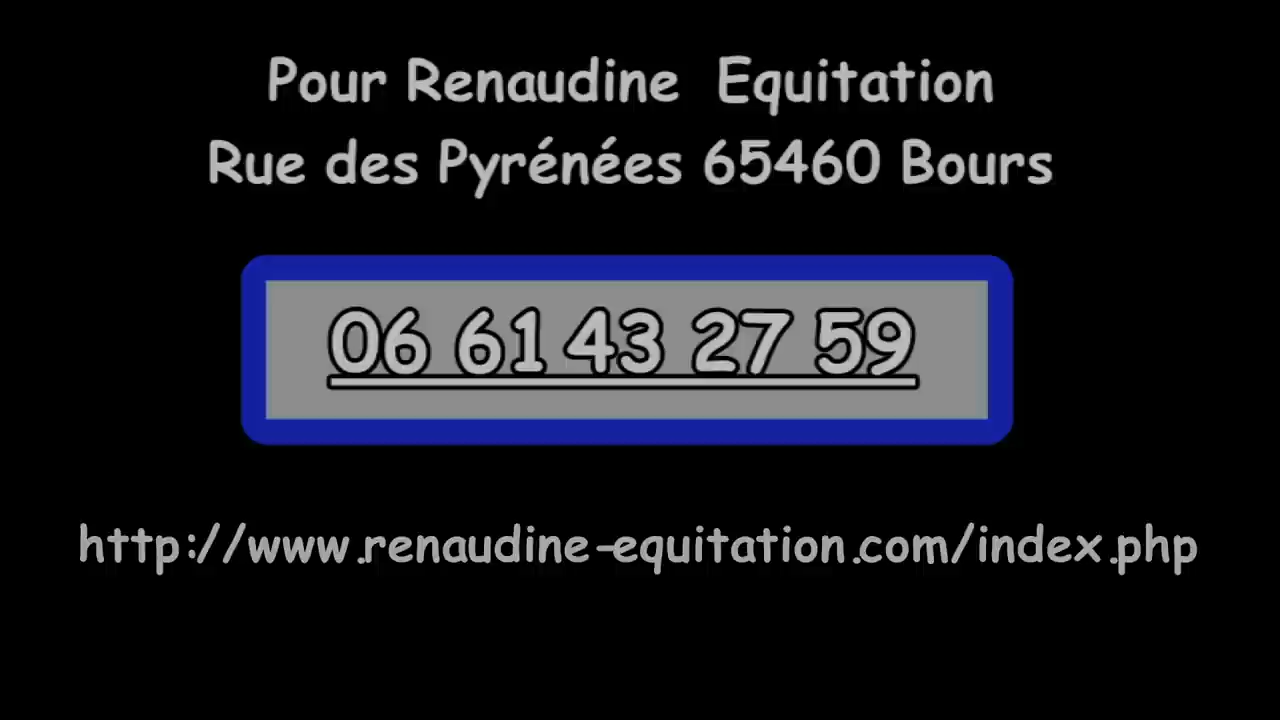 Pour Renaudine Equitation
Rue des Pyrénées 65460 Bours
06 61 43 27 59
http://www.renaudine-equitation.com/index.php